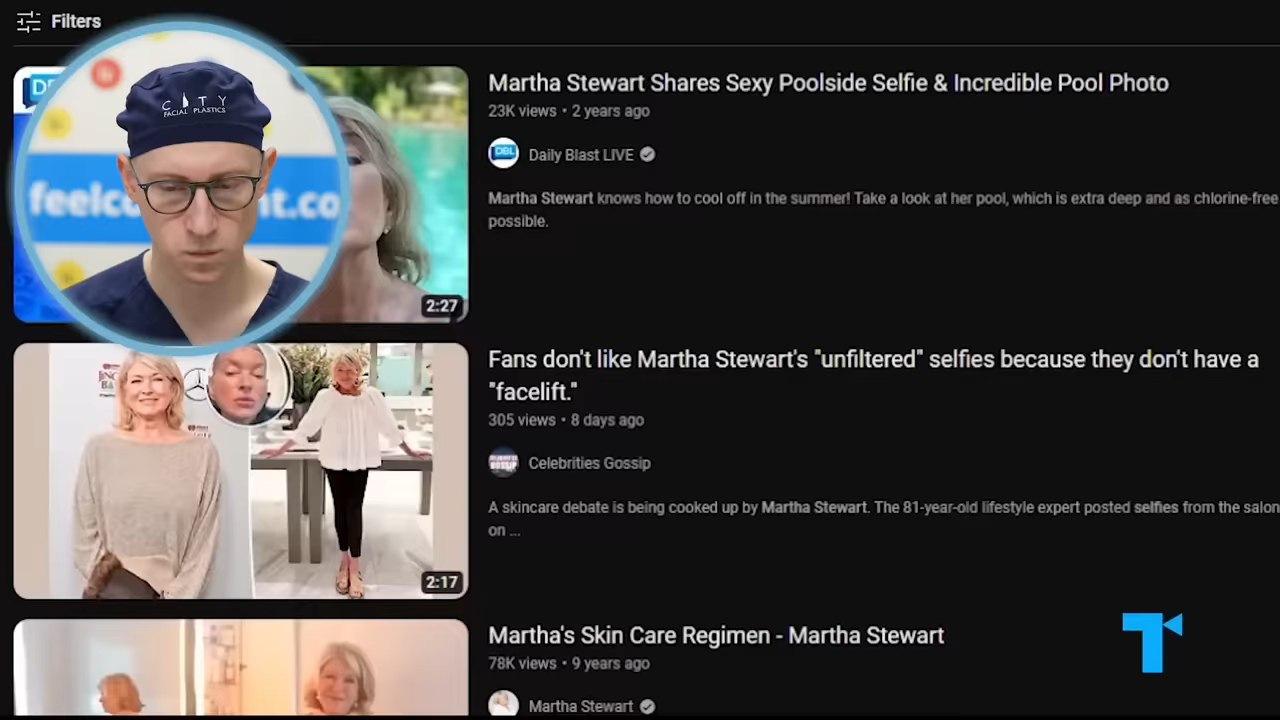 Filters
CITY
FACIAL PLASTICS
Martha Stewart Shares Sexy Poolside Selfie & Incredible Pool Photo
23K views • 2 years ago
DBL
Daily Blast LIVE
Martha Stewart knows how to cool off in the summer! Take a look at her pool, which is extra deep and as chlorine-free
possible.
2:27
Fans don't like Martha Stewart's "unfiltered" selfies because they don't have a
"facelift."
305 views • 8 days ago
GOSSIP
Celebrities Gossip
A skincare debate is being cooked up by Martha Stewart. The 81-year-old lifestyle expert posted selfies from the salon
on ...
2:17
Martha's Skin Care Regimen - Martha Stewart
78K views • 9 years ago
Martha Stewart